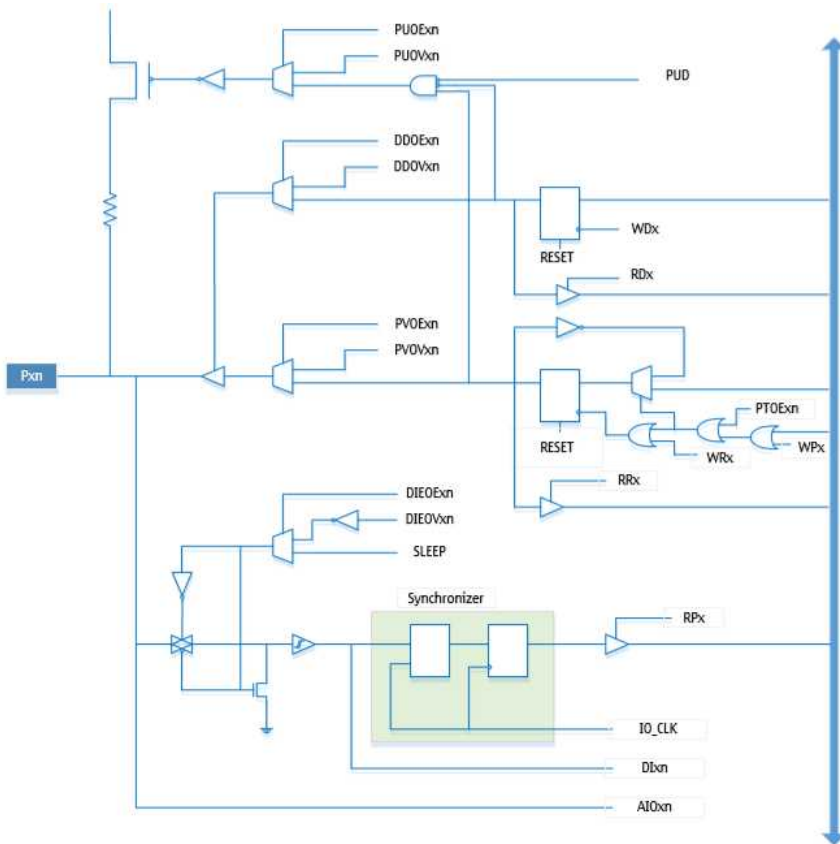 PUOExn
PUOVxn
PUD
DDOExn
DDOVxn
WDx
RESET
RDx
PVOExn
PVOVxn
Pxn
PTOExn
RESET
WRx
WPx
RRx
DIEOExn
DIEOVxn
SLEEP
Synchronizer
RPx
IO_CLK
DIxn
AIOxn